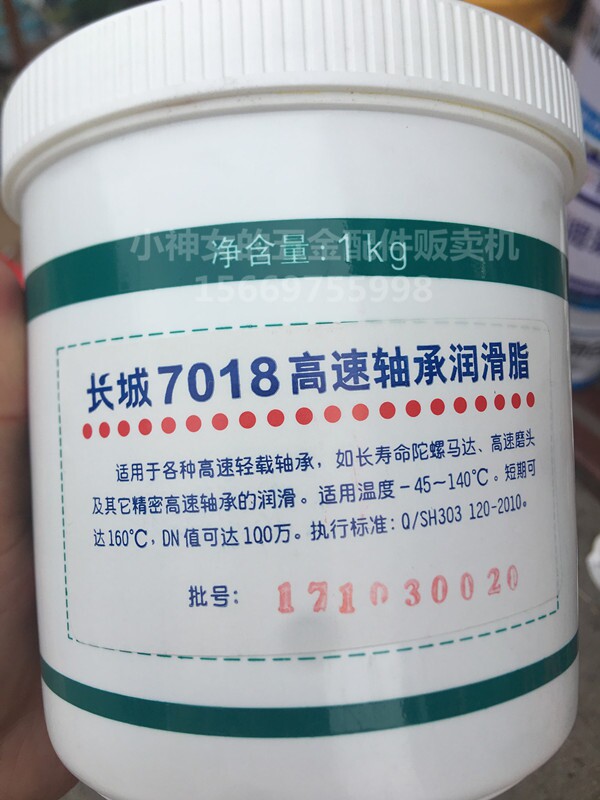 小神女的五金配件贩卖机
净含量:1kg
15669755998
长城7018高速轴承润滑脂
适用于各种高速轻载轴承，如长寿命陀螺马达、高速磨头
及其它精密高速轴承的润滑。适用温度－45～140℃。短期可
达160℃，DN值可达100万。执行标准：Q/SH303 120-2010。
批号： 171030020